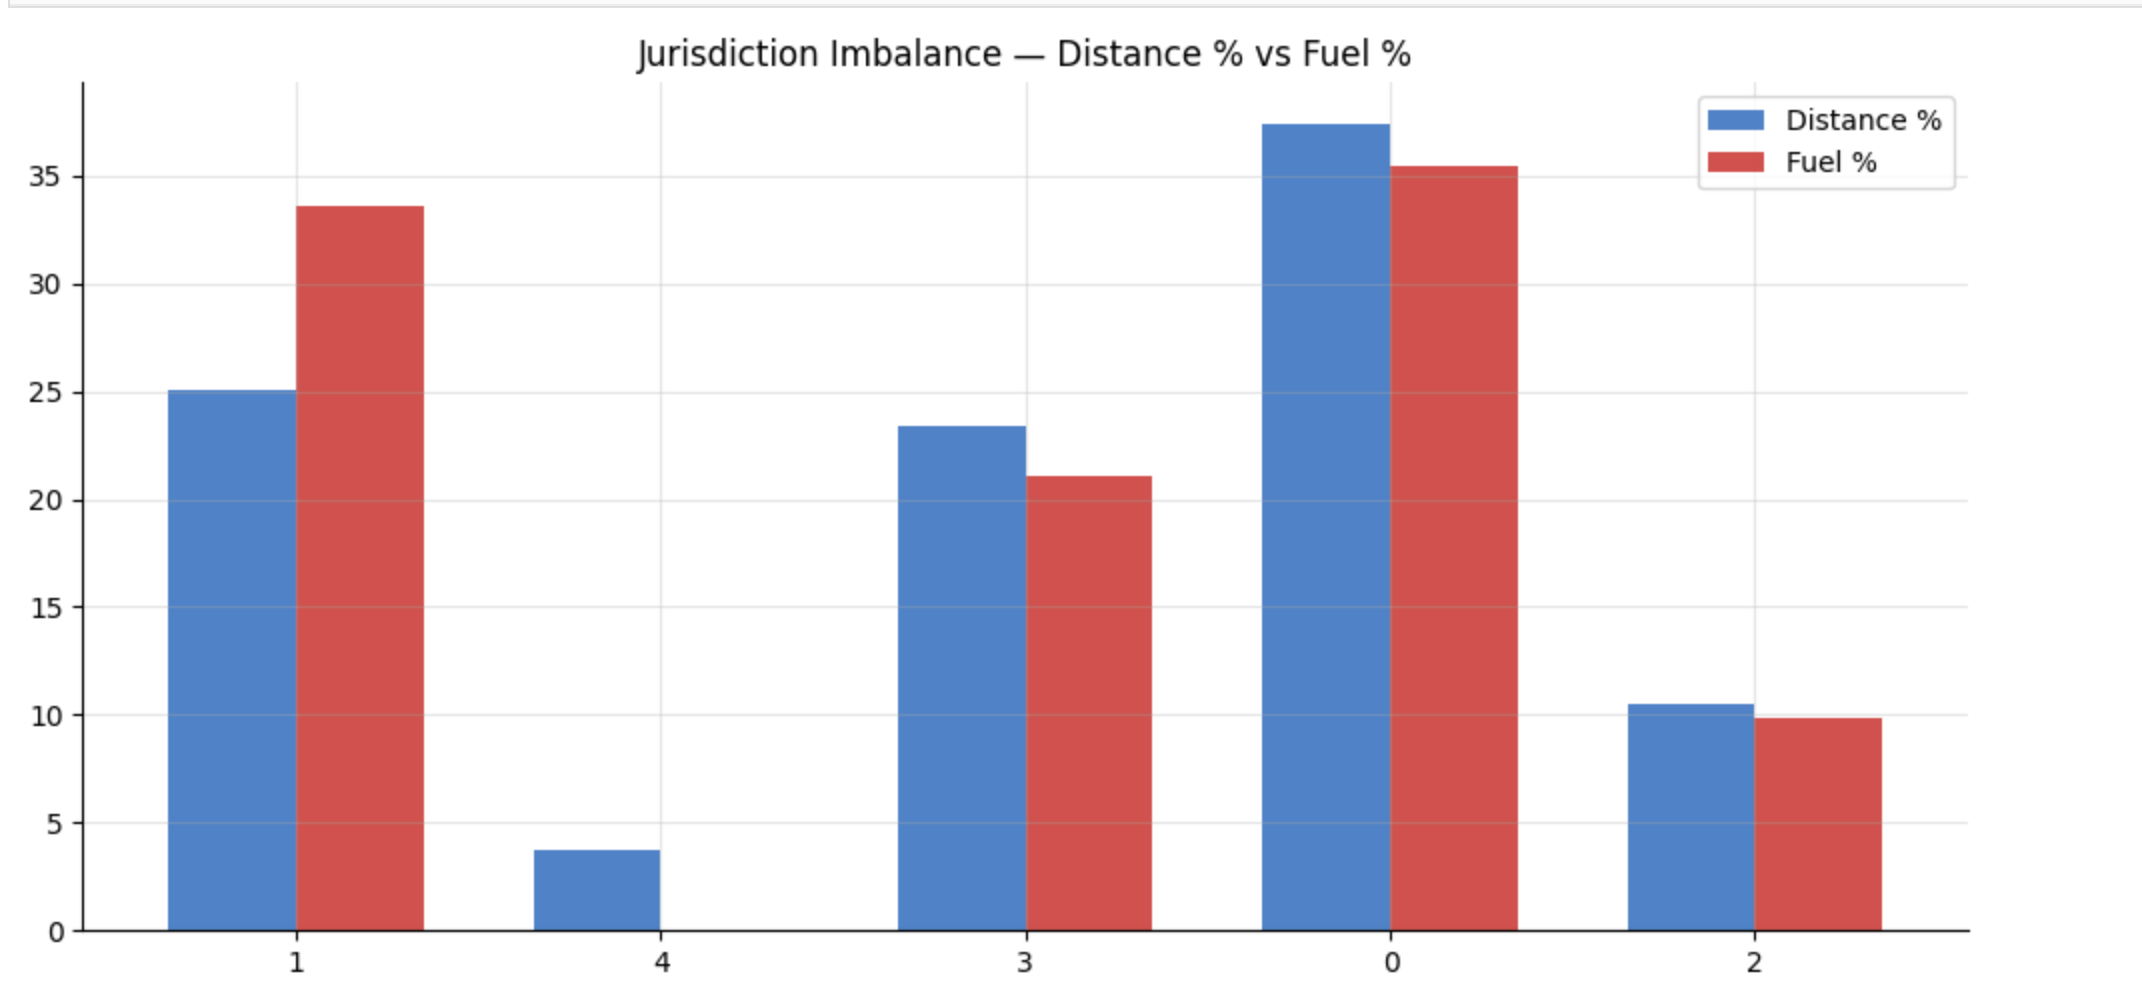 Jurisdiction Imbalance — Distance % vs Fuel %
Distance %
Fuel %
35
30
25
20
15
10
5
0
1 4 3 0 2